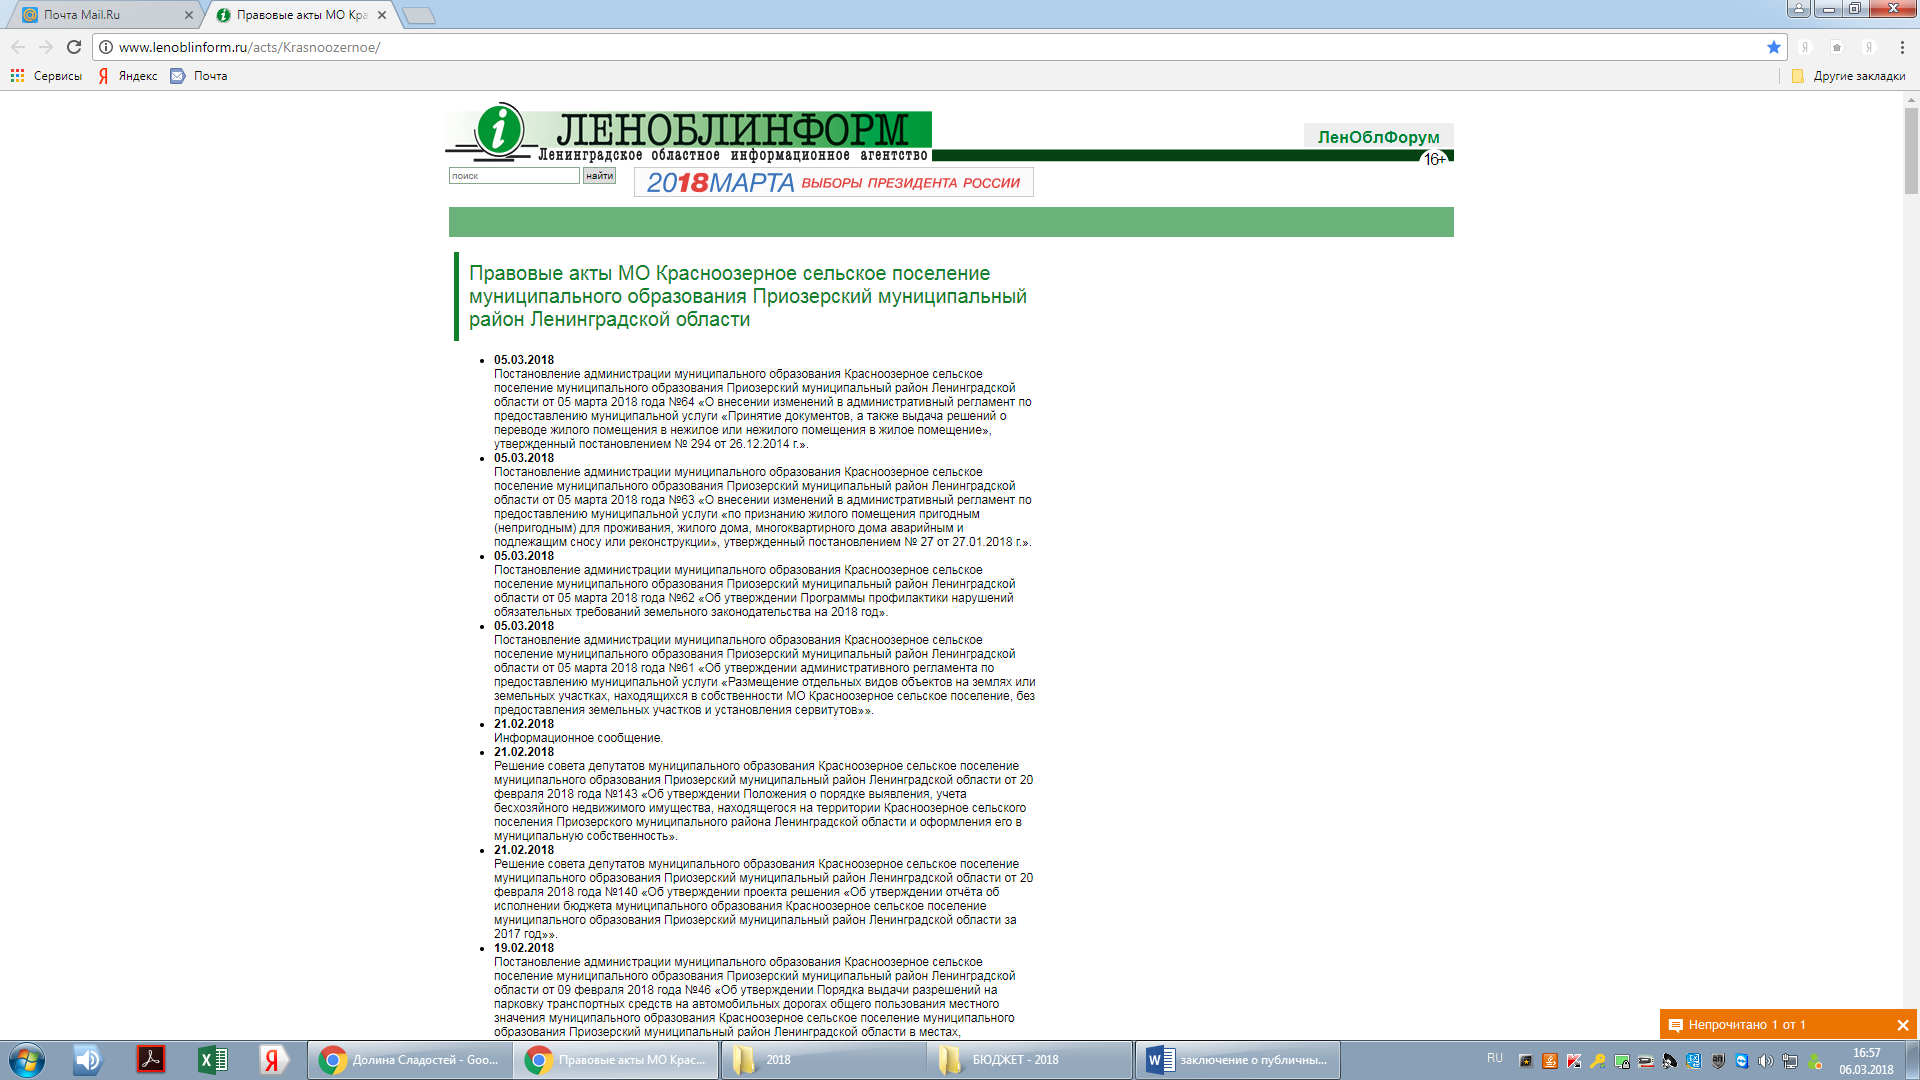 Почта Mail.Ru
Правовые акты МО Кра
www.lenoblinform.ru/acts/Krasnoozernoe/
Сервисы Яндекс Почта Другие закладки
ЛЕНОБЛИНФОРМ
Ленинградское областное информационное агентство
ЛенОблФорум
16+
поиск найти
2018МАРТА ВЫБОРЫ ПРЕЗИДЕНТА РОССИИ
Правовые акты МО Красноозерное сельское поселение
муниципального образования Приозерский муниципальный
район Ленинградской области
05.03.2018
Постановление администрации муниципального образования Красноозерное сельское
поселение муниципального образования Приозерский муниципальный район Ленинградской
области от 05 марта 2018 года №64 «О внесении изменений в административный регламент по
предоставлению муниципальной услуги «Принятие документов, а также выдача решений о
переводе жилого помещения в нежилое или нежилого помещения в жилое помещение»,
утвержденный постановлением № 294 от 26.12.2014 г.».
05.03.2018
Постановление администрации муниципального образования Красноозерное сельское
поселение муниципального образования Приозерский муниципальный район Ленинградской
области от 05 марта 2018 года №63 «О внесении изменений в административный регламент по
предоставлению муниципальной услуги «по признанию жилого помещения пригодным
(непригодным) для проживания, жилого дома, многоквартирного дома аварийным и
подлежащим сносу или реконструкции», утвержденный постановлением № 27 от 27.01.2018 г.».
05.03.2018
Постановление администрации муниципального образования Красноозерное сельское
поселение муниципального образования Приозерский муниципальный район Ленинградской
области от 05 марта 2018 года №62 «Об утверждении Программы профилактики нарушений
обязательных требований земельного законодательства на 2018 год».
05.03.2018
Постановление администрации муниципального образования Красноозерное сельское
поселение муниципального образования Приозерский муниципальный район Ленинградской
области от 05 марта 2018 года №61 «Об утверждении административного регламента по
предоставлению муниципальной услуги «Размещение отдельных видов объектов на землях или
земельных участках, находящихся в собственности МО Красноозерное сельское поселение, без
предоставления земельных участков и установления сервитутов»».
21.02.2018
Информационное сообщение.
21.02.2018
Решение совета депутатов муниципального образования Красноозерное сельское поселение
муниципального образования Приозерский муниципальный район Ленинградской области от 20
февраля 2018 года №143 «Об утверждении Положения о порядке выявления, учета
бесхозяйного недвижимого имущества, находящегося на территории Красноозерное сельского
поселения Приозерского муниципального района Ленинградской области и оформления его в
муниципальную собственность».
21.02.2018
Решение совета депутатов муниципального образования Красноозерное сельское поселение
муниципального образования Приозерский муниципальный район Ленинградской области от 20
февраля 2018 года №140 «Об утверждении проекта решения «Об утверждении отчёта об
исполнении бюджета муниципального образования Красноозерное сельское поселение
муниципального образования Приозерский муниципальный район Ленинградской области за
2017 год»».
19.02.2018
Постановление администрации муниципального образования Красноозерное сельское
поселение муниципального образования Приозерский муниципальный район Ленинградской
области от 09 февраля 2018 года №46 «Об утверждении Порядка выдачи разрешений на
парковку транспортных средств на автомобильных дорогах общего пользования местного
значения муниципального образования Красноозерное сельское поселение муниципального
образования Приозерский муниципальный район Ленинградской области в местах,
Непрочитано 1 от 1
Долина Сладостей - Goo...
Правовые акты МО Крас...
2018
БЮДЖЕТ - 2018
заключение о публичны...
RU
16:57
06.03.2018